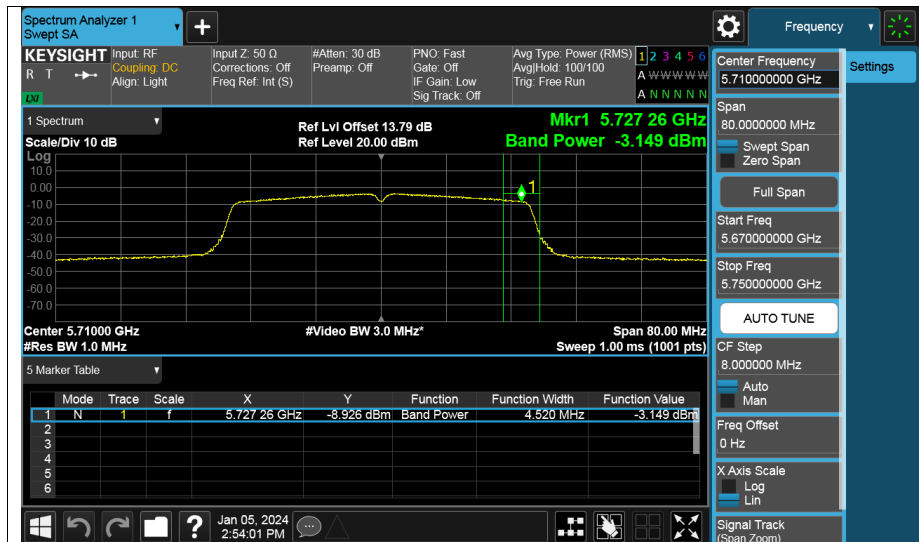 Spectrum Analyzer 1
Swept SA
+
Frequency
KEYSIGHT
R T
LXI
Input: RF
Coupling: DC
Align: Light
Input Z: 50 Ω
Corrections: Off
Freq Ref: Int (S)
#Atten: 30 dB
Preamp: Off
PNO: Fast
Gate: Off
IF Gain: Low
Sig Track: Off
Avg Type: Power (RMS)
Avg|Hold: 100/100
Trig: Free Run
1 2 3 4 5 6
A W W W W W
A N N N N N
Settings
Center Frequency
5.710000000 GHz
Span
80.0000000 MHz
Swept Span
Zero Span
Full Span
Start Freq
5.670000000 GHz
Stop Freq
5.750000000 GHz
AUTO TUNE
CF Step
8.000000 MHz
Auto
Man
Freq Offset
0 Hz
X Axis Scale
Log
Lin
Signal Track
(Span Zoom)
1 Spectrum
Scale/Div 10 dB
Ref Lvl Offset 13.79 dB
Ref Level 20.00 dBm
Mkr1 5.727 26 GHz
Band Power -3.149 dBm
Log
10.0
0.00
-10.0
-20.0
-30.0
-40.0
-50.0
-60.0
-70.0
1
Center 5.71000 GHz
#Res BW 1.0 MHz
#Video BW 3.0 MHz*
Span 80.00 MHz
Sweep 1.00 ms (1001 pts)
5 Marker Table
Mode Trace Scale X Y Function Function Width Function Value
1 N 1 f 5.727 26 GHz -8.926 dBm Band Power 4.520 MHz -3.149 dBm
2
3
4
5
6
?
Jan 05, 2024
2:54:01 PM